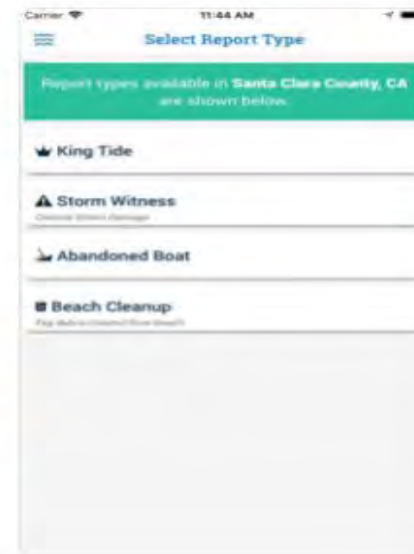 Carrier 11:44 AM
Select Report Type
Report types available in Santa Clara County, CA
are shown below.
King Tide
Storm Witness
Abandoned Boat
Beach Cleanup